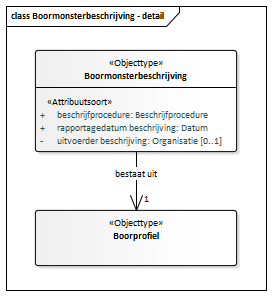 class Boormonsterbeschrijving - detail
«Objecttype»
Boormonsterbeschrijving
«Attribuutsoort»
+ beschrijfprocedure: Beschrijfprocedure
+ rapportagedatum beschrijving: Datum
- uitvoerder beschrijving: Organisatie [0..1]
bestaat uit
1
«Objecttype»
Boorprofiel